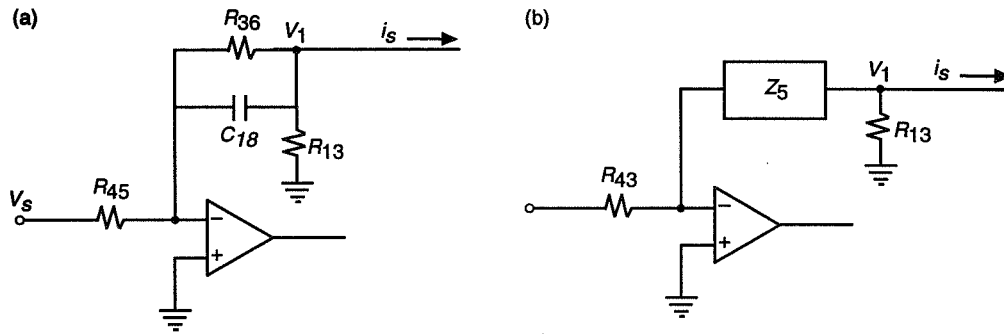 (a)
R36
V1
is
C18
R13
Vs
R45
−
+
(b)
Z5
V1
is
R13
R43
−
+